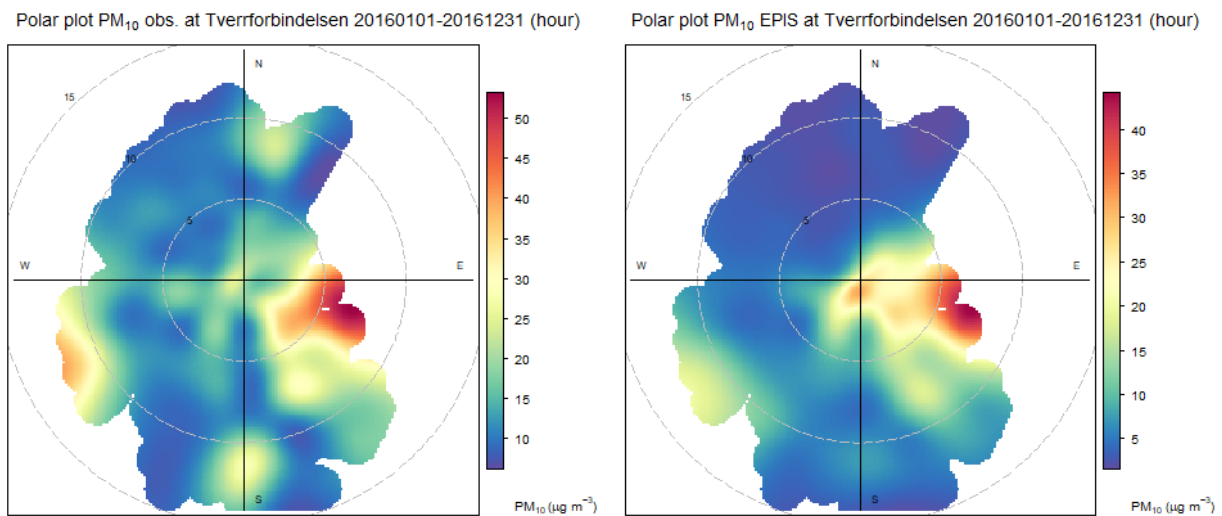 Polar plot PM₁₀ obs. at Tverrforbindelsen 20160101-20161231 (hour)
N
15
10
5
W
E
S
50
45
40
35
30
25
20
15
10
PM₁₀ (μg m⁻³)
Polar plot PM₁₀ EPIS at Tverrforbindelsen 20160101-20161231 (hour)
N
15
10
5
W
E
S
40
35
30
25
20
15
10
5
PM₁₀ (μg m⁻³)